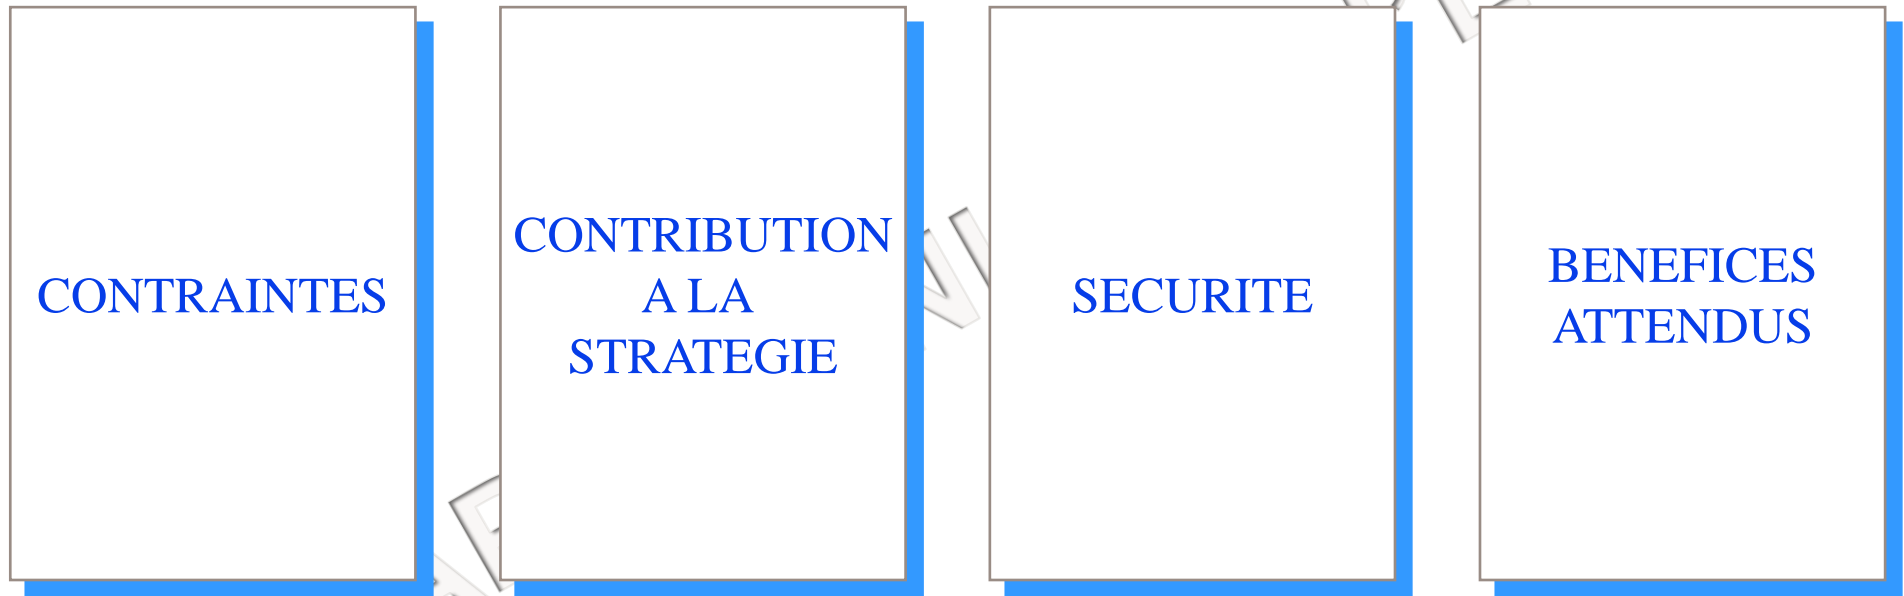 CONTRAINTES
CONTRIBUTION
A LA
STRATEGIE
SECURITE
BENEFICES
ATTENDUS